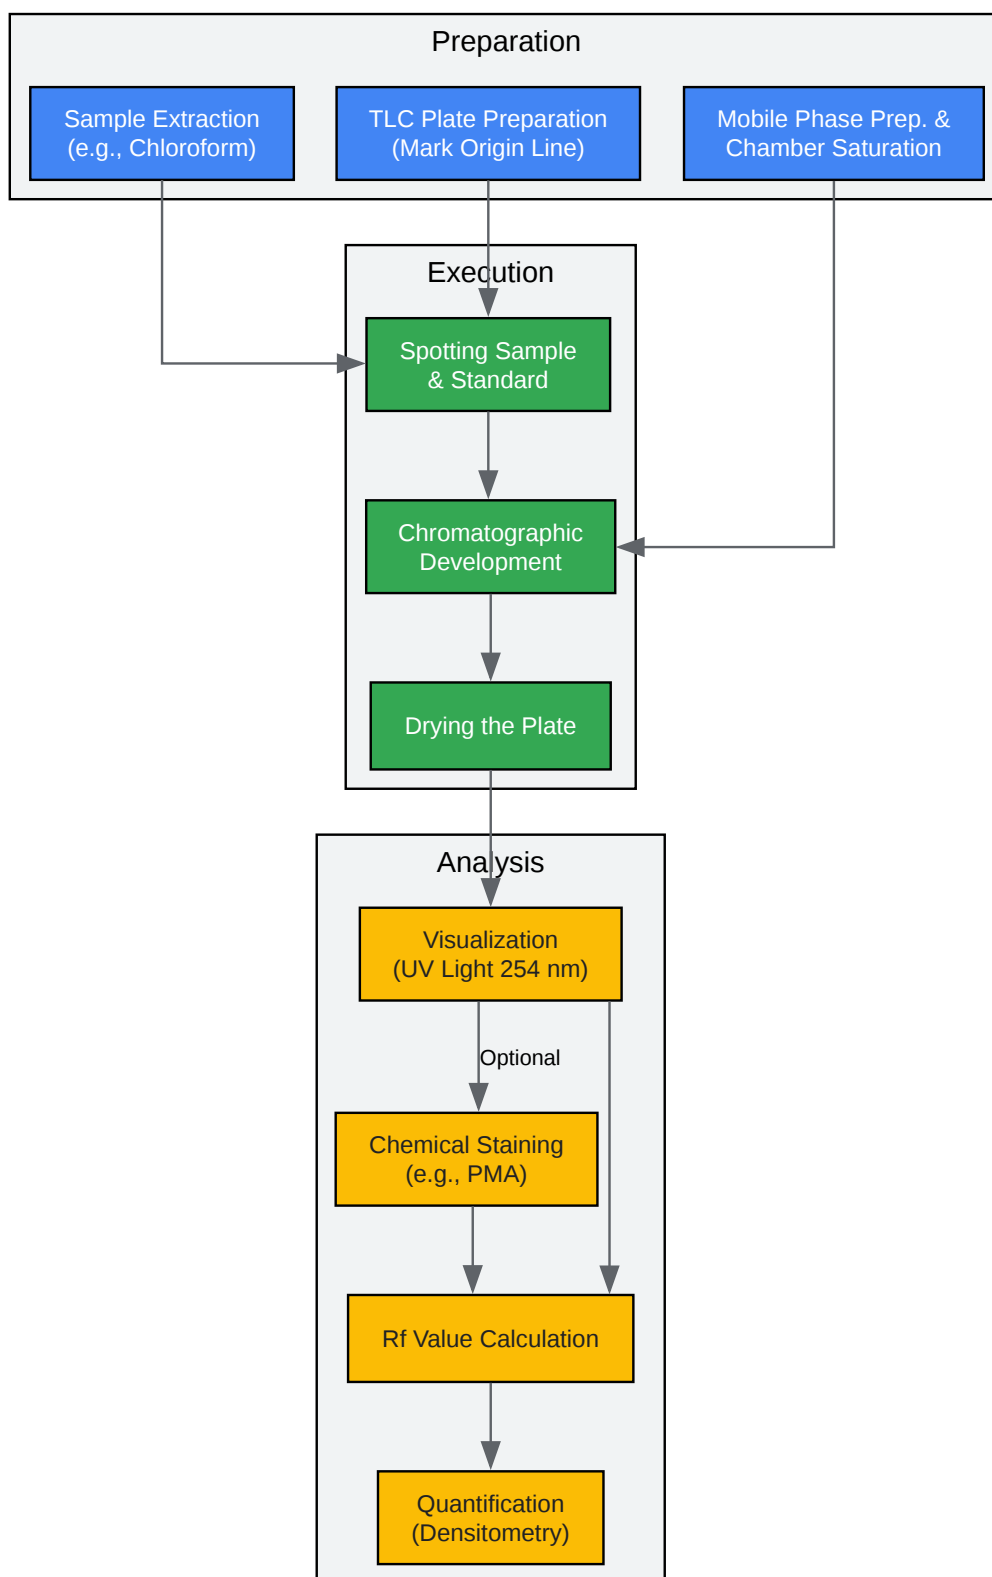 Preparation
Sample Extraction
(e.g., Chloroform)
TLC Plate Preparation
(Mark Origin Line)
Mobile Phase Prep. &
Chamber Saturation
Execution
Spotting Sample
& Standard
Chromatographic
Development
Drying the Plate
Analysis
Visualization
(UV Light 254 nm)
Optional
Chemical Staining
(e.g., PMA)
Rf Value Calculation
Quantification
(Densitometry)